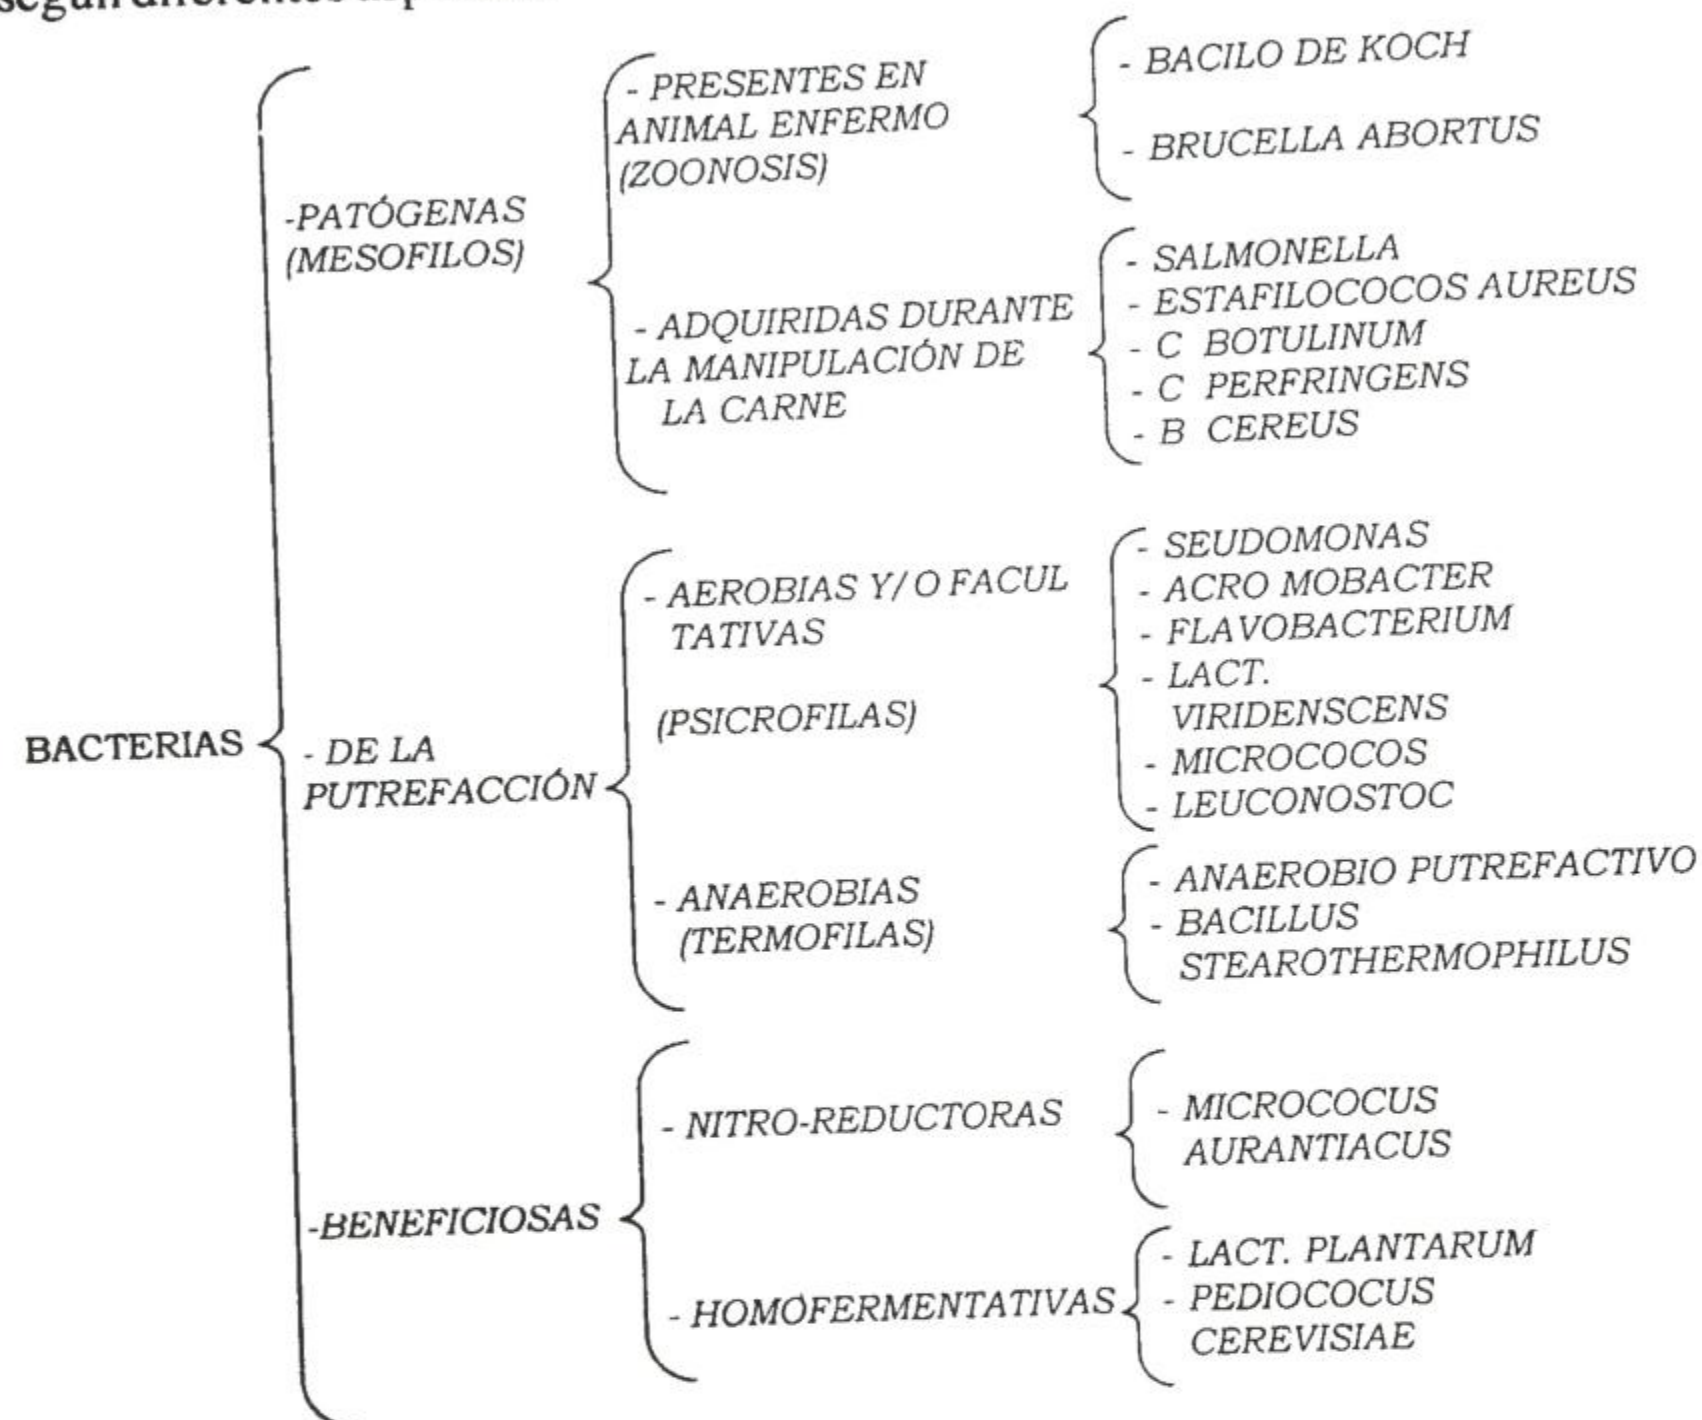 según diferentes
- PRESENTES EN
ANIMAL ENFERMO
(ZOONOSIS)
- BACILO DE KOCH
- BRUCELLA ABORTUS
-PATÓGENAS
(MESOFILOS)
- ADQUIRIDAS DURANTE
LA MANIPULACIÓN DE
LA CARNE
- SALMONELLA
- ESTAFILOCOCOS AUREUS
- C BOTULINUM
- C PERFRINGENS
- B CEREUS
BACTERIAS
- DE LA
PUTREFACCIÓN
- AEROBIAS Y/O FACUL
TATIVAS
(PSICROFILAS)
- SEUDOMONAS
- ACRO MOBACTER
- FLAVOBACTERIUM
- LACT.
VIRIDENSCENS
- MICROCOCOS
- LEUCONOSTOC
- ANAEROBIAS
(TERMOFILAS)
- ANAEROBIO PUTREFACTIVO
- BACILLUS
STEAROTHERMOPHILUS
-BENEFICIOSAS
- NITRO-REDUCTORAS
- MICROCOCUS
AURANTIACUS
- HOMOFERMENTATIVAS
- LACT. PLANTARUM
- PEDIOCOCUS
CEREVISIAE